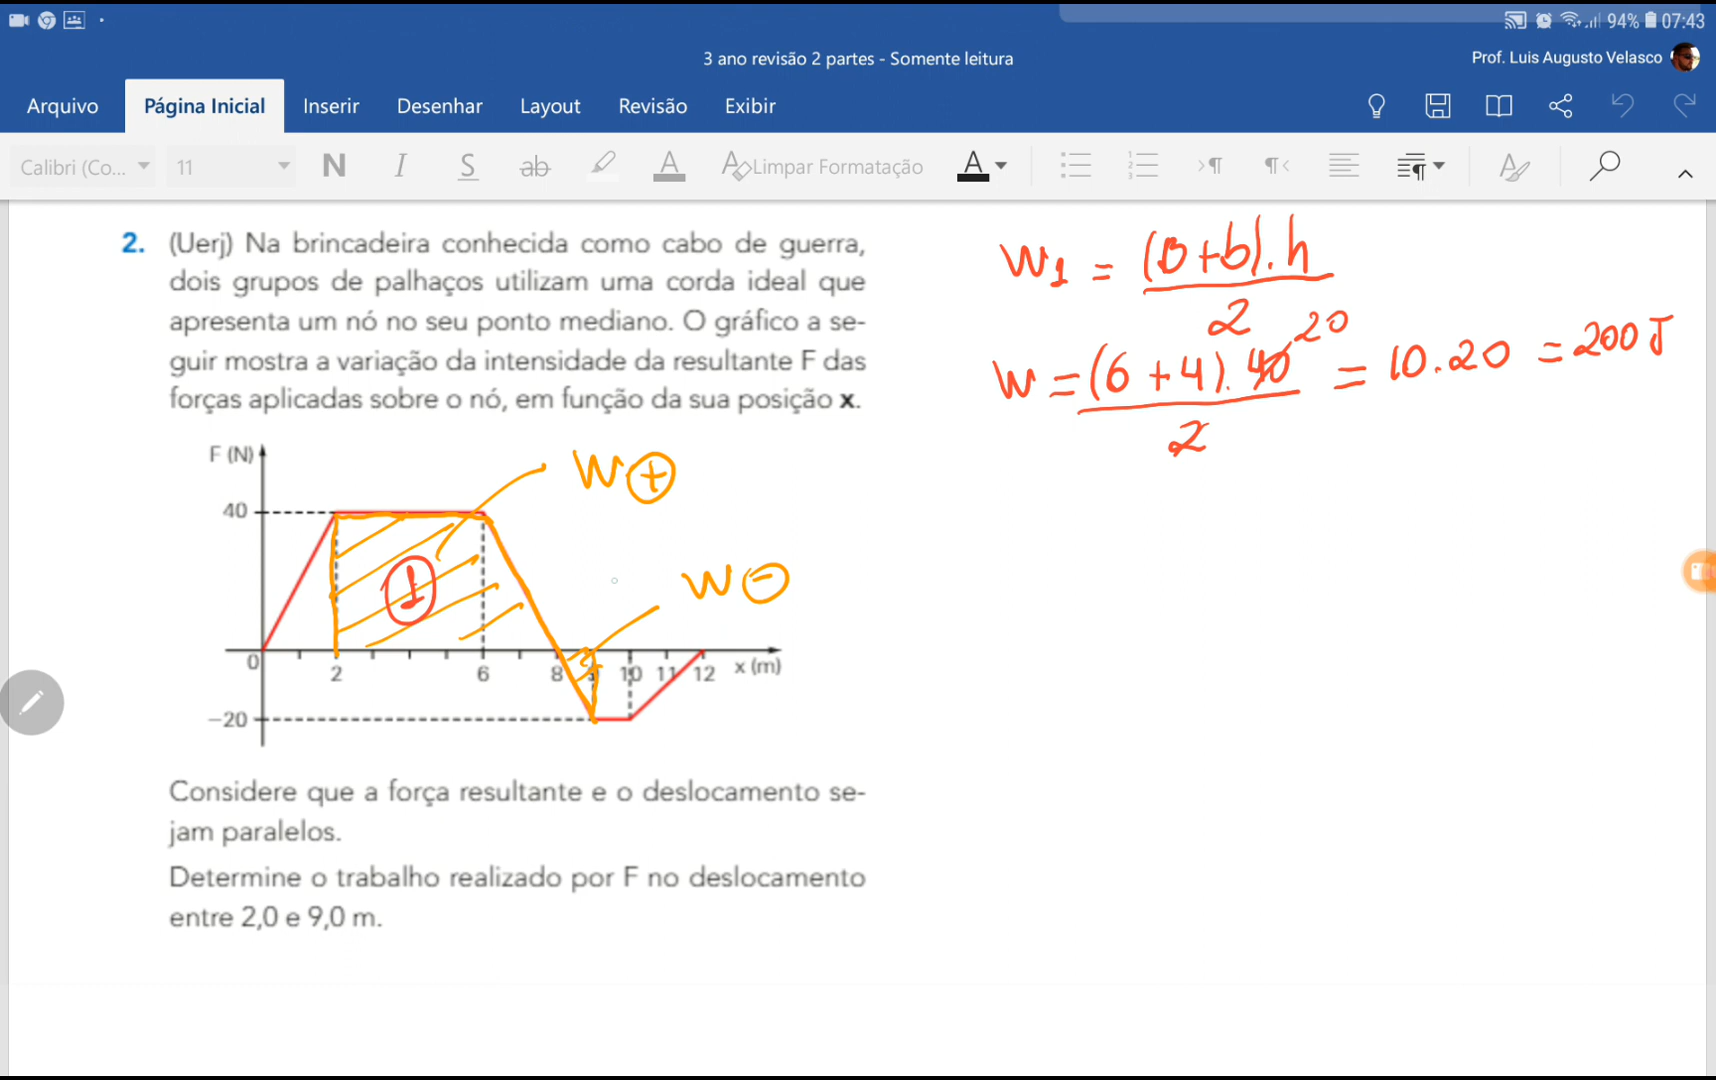 94% 07:43
3 ano revisão 2 partes - Somente leitura
Prof. Luis Augusto Velasco
Arquivo Página Inicial Inserir Desenhar Layout Revisão Exibir
Calibri (Co... 11 N I S ab A Limpar Formatação A
2. (Uerj) Na brincadeira conhecida como cabo de guerra,
dois grupos de palhaços utilizam uma corda ideal que
apresenta um nó no seu ponto mediano. O gráfico a se-
guir mostra a variação da intensidade da resultante F das
forças aplicadas sobre o nó, em função da sua posição x.
F (N)
40
W +
1
W −
0 2 6 8 10 11 12 x (m)
−20
Considere que a força resultante e o deslocamento se-
jam paralelos.
Determine o trabalho realizado por F no deslocamento
entre 2,0 e 9,0 m.
W1 = (B+b).h
2
W = (6+4).40 20 = 10.20 = 200 J
2